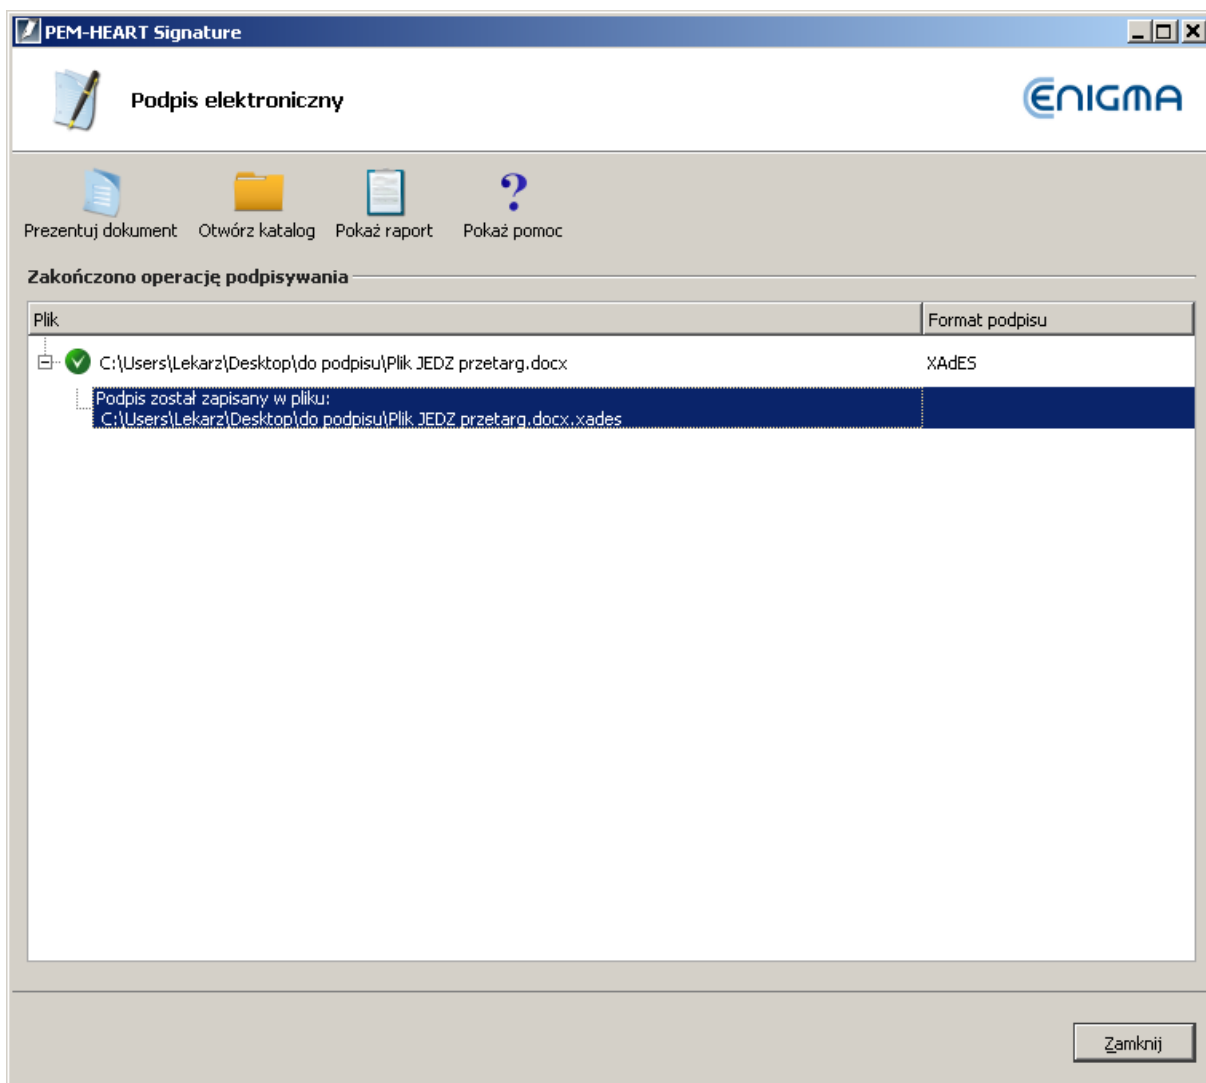 PEM-HEART Signature
Podpis elektroniczny
ENIGMA
Prezentuj dokument Otwórz katalog Pokaż raport Pokaż pomoc
?
Zakończono operację podpisywania
Plik Format podpisu
C:\Users\Lekarz\Desktop\do podpisu\Plik JEDZ przetarg.docx XAdES
Podpis został zapisany w pliku:
C:\Users\Lekarz\Desktop\do podpisu\Plik JEDZ przetarg.docx.xades
Zamknij